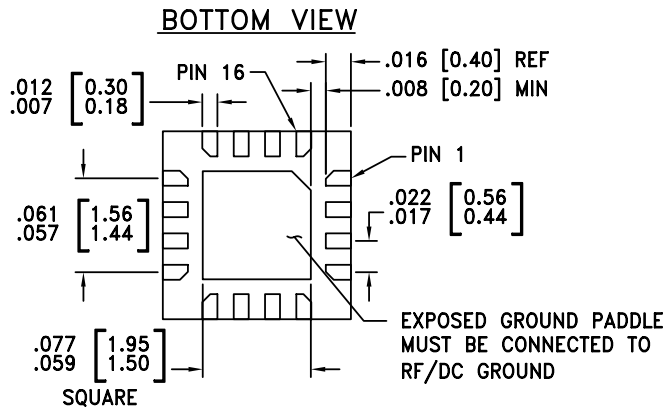 BOTTOM VIEW
.016 [0.40] REF
.008 [0.20] MIN
PIN 16
.012 [0.30
.007 0.18]
PIN 1
.022 [0.56
.017 0.44]
.061 [1.56
.057 1.44]
EXPOSED GROUND PADDLE
MUST BE CONNECTED TO
RF/DC GROUND
.077 [1.95
.059 1.50]
SQUARE